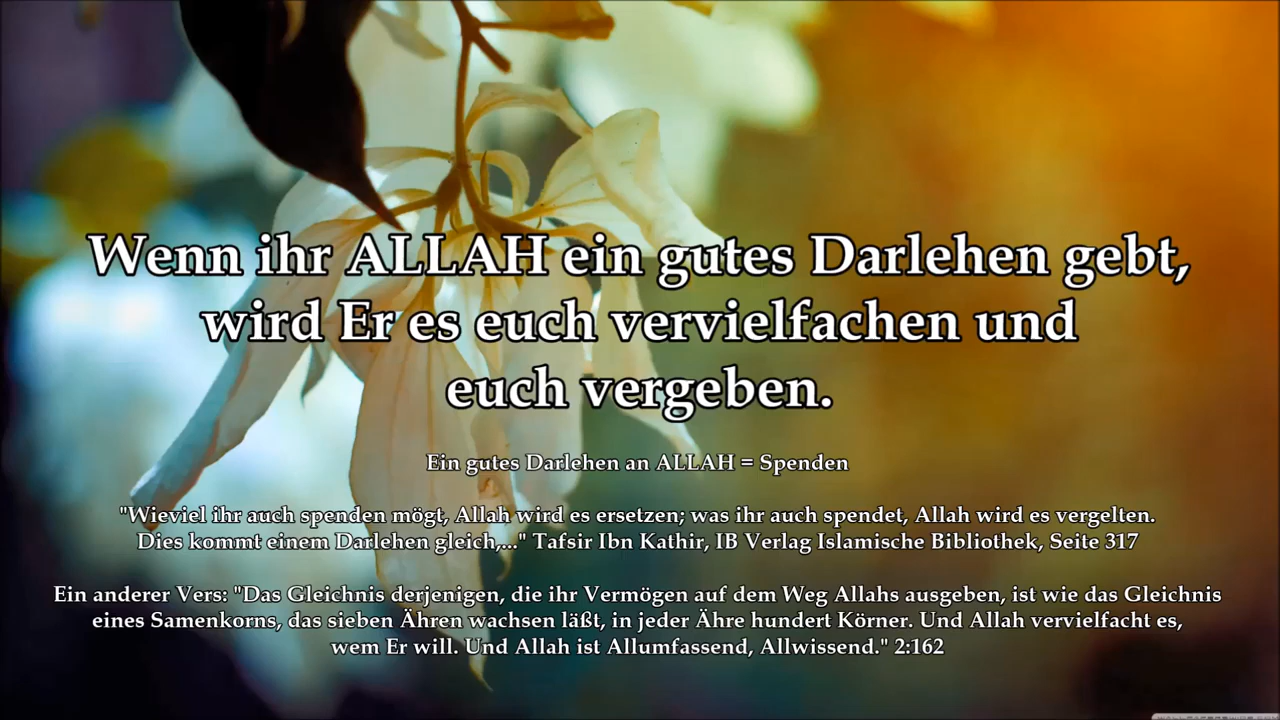 Wenn ihr ALLAH ein gutes Darlehen gebt,
wird Er es euch vervielfachen und
euch vergeben.
Ein gutes Darlehen an ALLAH = Spenden
"Wieviel ihr auch spenden mögt, Allah wird es ersetzen; was ihr auch spendet, Allah wird es vergelten.
Dies kommt einem Darlehen gleich,..." Tafsir Ibn Kathir, IB Verlag Islamische Bibliothek, Seite 317
Ein anderer Vers: "Das Gleichnis derjenigen, die ihr Vermögen auf dem Weg Allahs ausgeben, ist wie das Gleichnis
eines Samenkorns, das sieben Ähren wachsen läßt, in jeder Ähre hundert Körner. Und Allah vervielfacht es,
wem Er will. Und Allah ist Allumfassend, Allwissend." 2:162